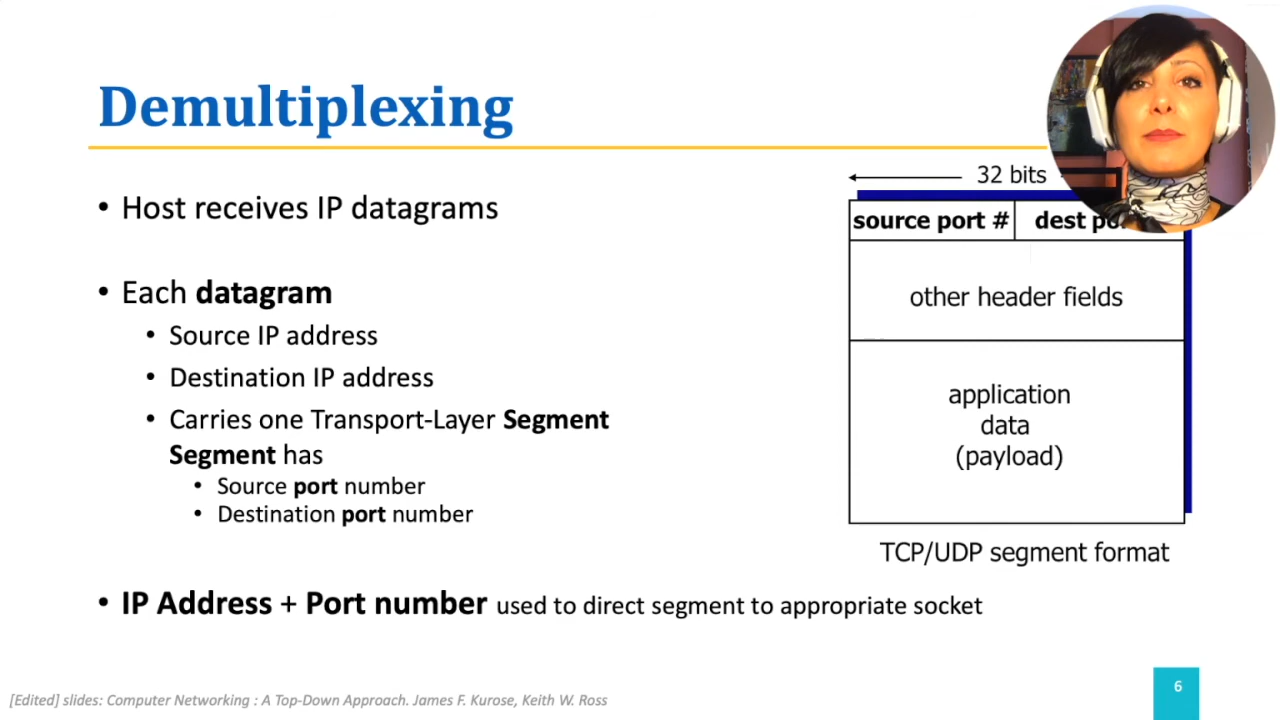 Demultiplexing
• Host receives IP datagrams
• Each datagram
• Source IP address
• Destination IP address
• Carries one Transport-Layer Segment
Segment has
• Source port number
• Destination port number
• IP Address + Port number used to direct segment to appropriate socket
32 bits
source port # dest
other header fields
application
data
(payload)
TCP/UDP segment format
[Edited] slides: Computer Networking : A Top-Down Approach. James F. Kurose, Keith W. Ross
6